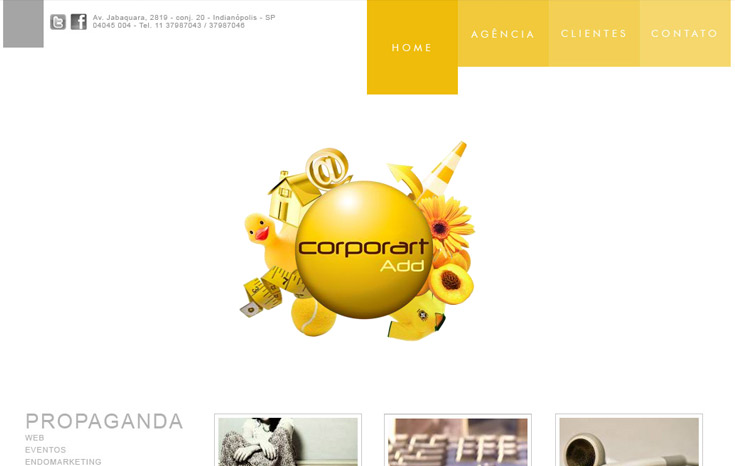 Av. Jabaquara, 2819 - conj. 20 - Indianópolis - SP
04045 004 - Tel. 11 37987043 / 37987046
HOME
AGÊNCIA
CLIENTES
CONTATO
@
corporart
Add
PROPAGANDA
WEB
EVENTOS
ENDOMARKETING